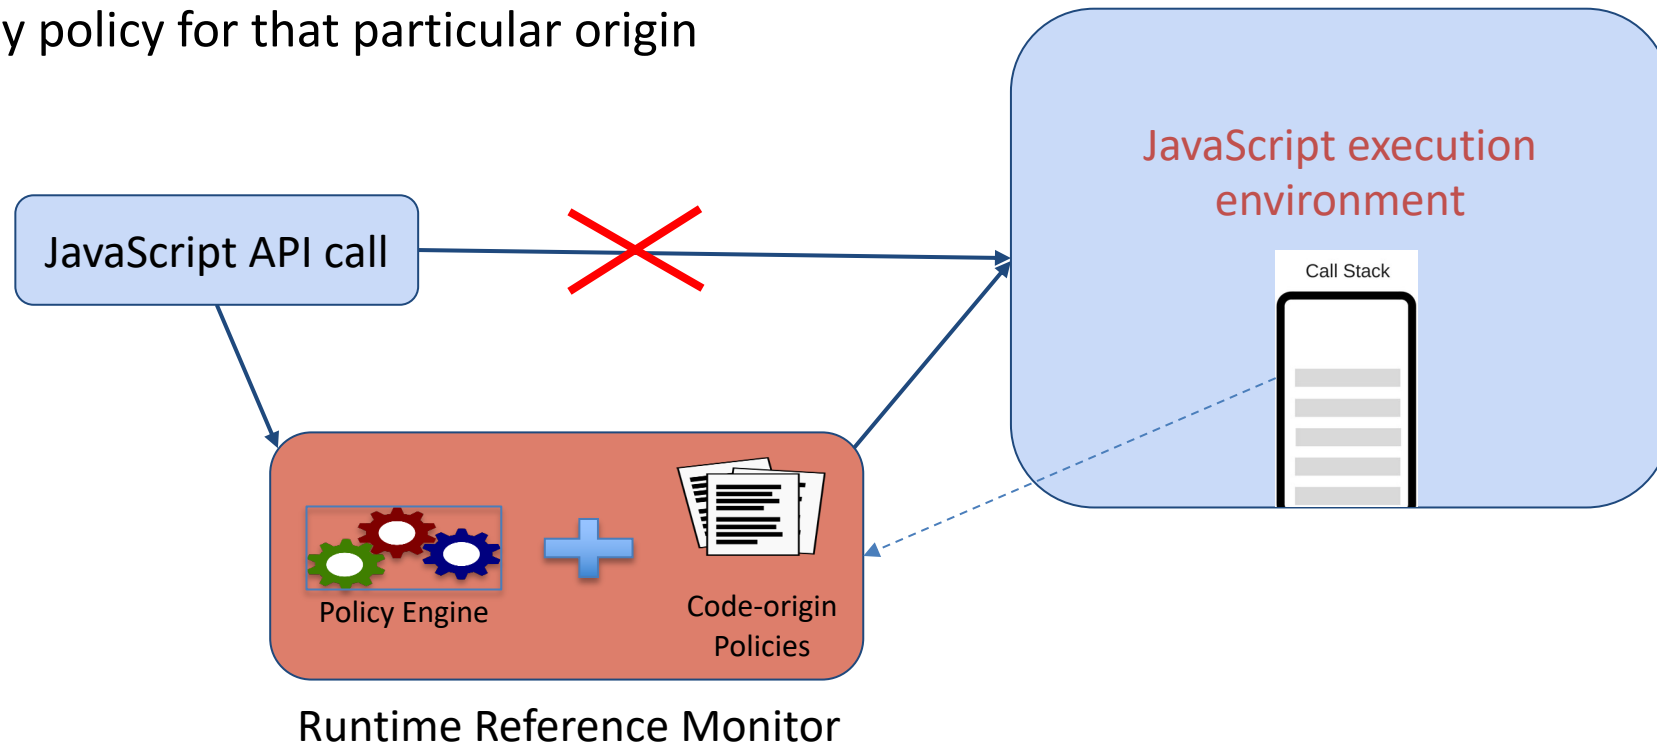 y policy for that particular origin
JavaScript execution
environment
JavaScript API call
Call Stack
Policy Engine
Code-origin
Policies
Runtime Reference Monitor